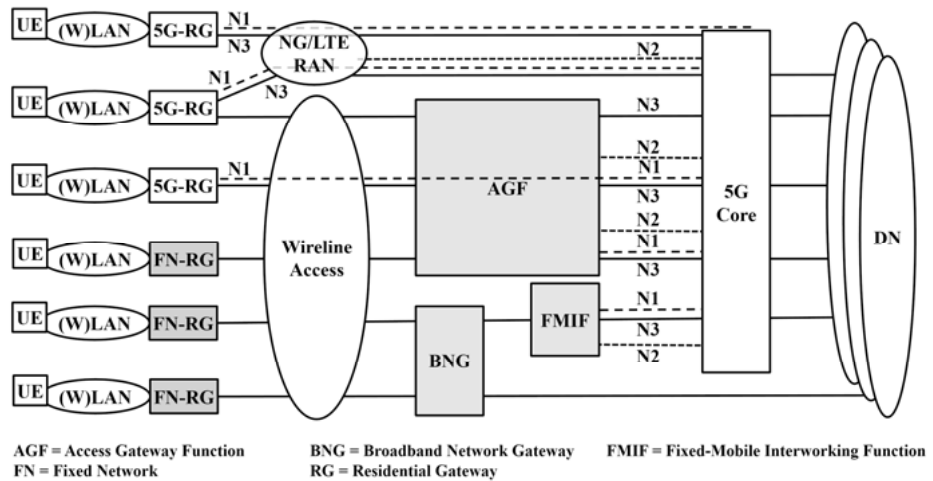 UE (W)LAN 5G-RG N1
N3
NG/LTE
RAN
N2
N1
N3
UE (W)LAN 5G-RG
N3
N2
UE (W)LAN 5G-RG N1
N1
AGF
N3
5G
Core
N2
Wireline
Access
N1
DN
UE (W)LAN FN-RG
N3
N1
UE (W)LAN FN-RG
FMIF
N3
BNG
N2
UE (W)LAN FN-RG
AGF = Access Gateway Function BNG = Broadband Network Gateway FMIF = Fixed-Mobile Interworking Function
FN = Fixed Network RG = Residential Gateway